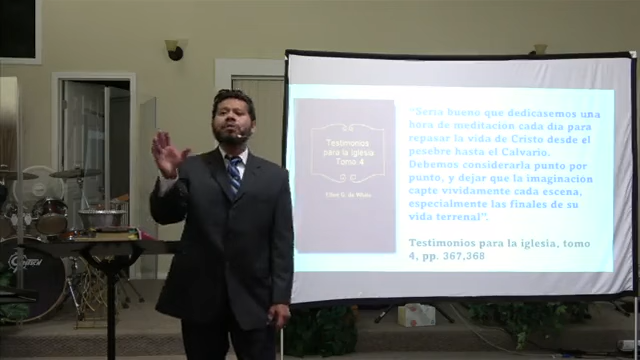 Testimonios
para la Iglesia
Tomo 4
"Sería bueno que dedicásemos una
hora de meditación cada día para
repasar la vida de Cristo desde el
pesebre hasta el Calvario.
Debemos considerarla punto por
punto, y dejar que la imaginación
capte vívidamente cada escena,
especialmente las finales de su
vida terrenal".
Testimonios para la iglesia, tomo
4, pp. 367,368